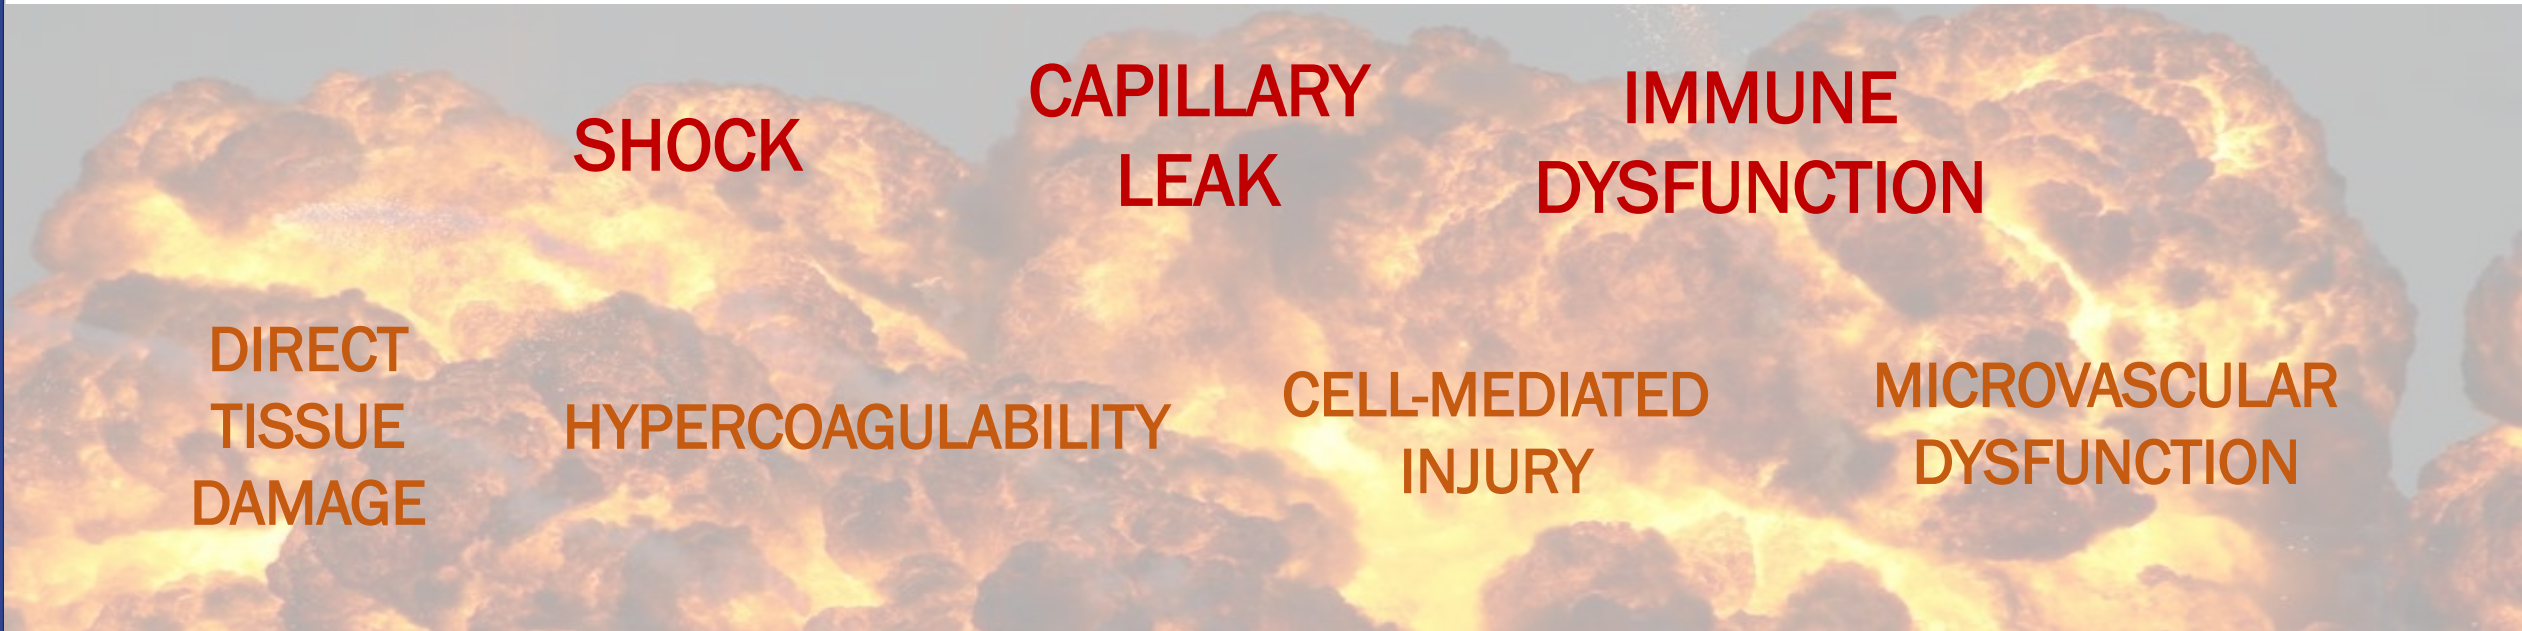 SHOCK
CAPILLARY
LEAK
IMMUNE
DYSFUNCTION
DIRECT
TISSUE
DAMAGE
HYPERCOAGULABILITY
CELL-MEDIATED
INJURY
MICROVASCULAR
DYSFUNCTION